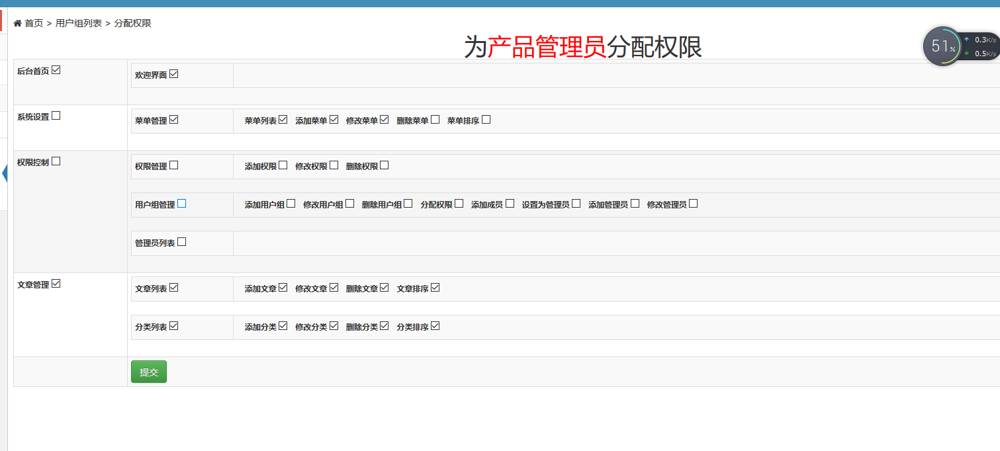 首页 > 用户组列表 > 分配权限
为产品管理员分配权限
51%
0.3K/s
0.5K/s
后台首页 欢迎界面
系统设置 菜单管理 菜单列表 添加菜单 修改菜单 删除菜单 菜单排序
权限控制 权限管理 添加权限 修改权限 删除权限
用户组管理 添加用户组 修改用户组 删除用户组 分配权限 添加成员 设置为管理员 添加管理员 修改管理员
管理员列表
文章管理 文章列表 添加文章 修改文章 删除文章 文章排序
分类列表 添加分类 修改分类 删除分类 分类排序
提交